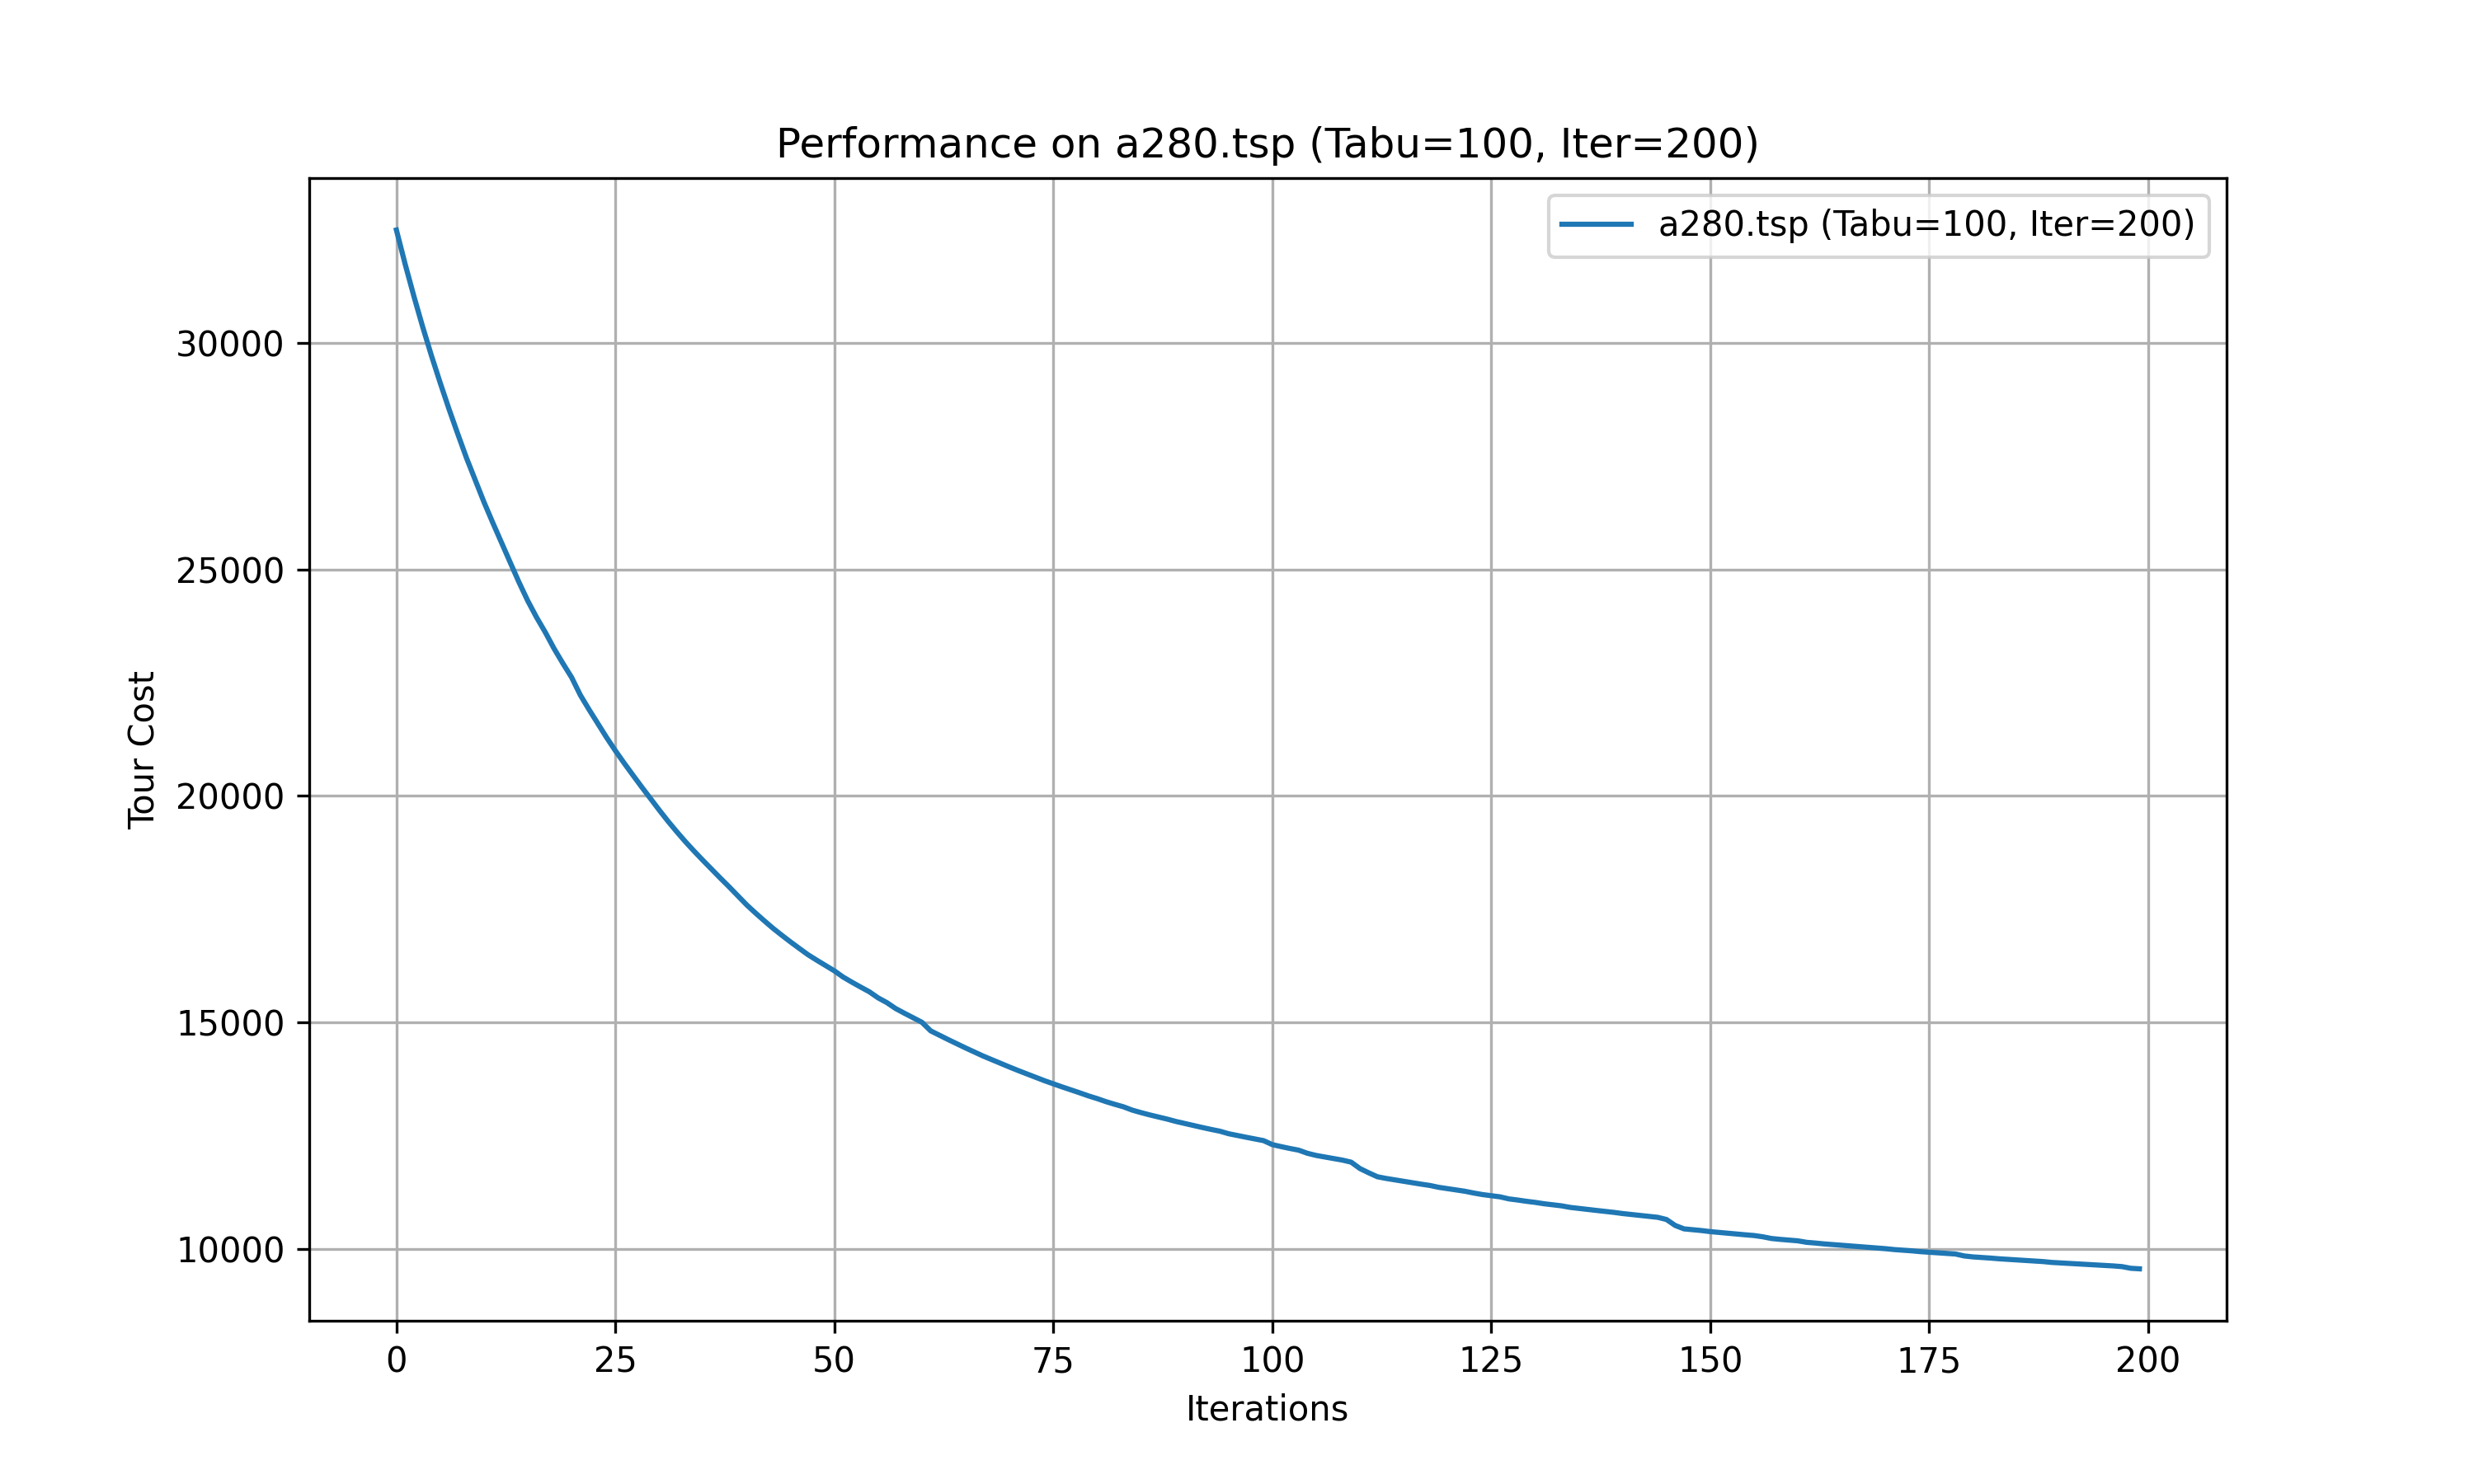 Performance on a280.tsp (Tabu=100, Iter=200)
a280.tsp (Tabu=100, Iter=200)
Tour Cost
30000
25000
20000
15000
10000
0 25 50 75 100 125 150 175 200
Iterations